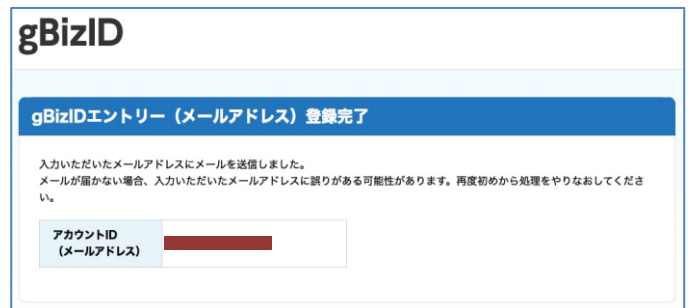 gBizID
gBizIDエントリー（メールアドレス）登録完了
入力いただいたメールアドレスにメールを送信しました。
メールが届かない場合、入力いただいたメールアドレスに誤りがある可能性があります。再度初めから処理をやりなおしてくださ
い。
アカウントID
（メールアドレス）